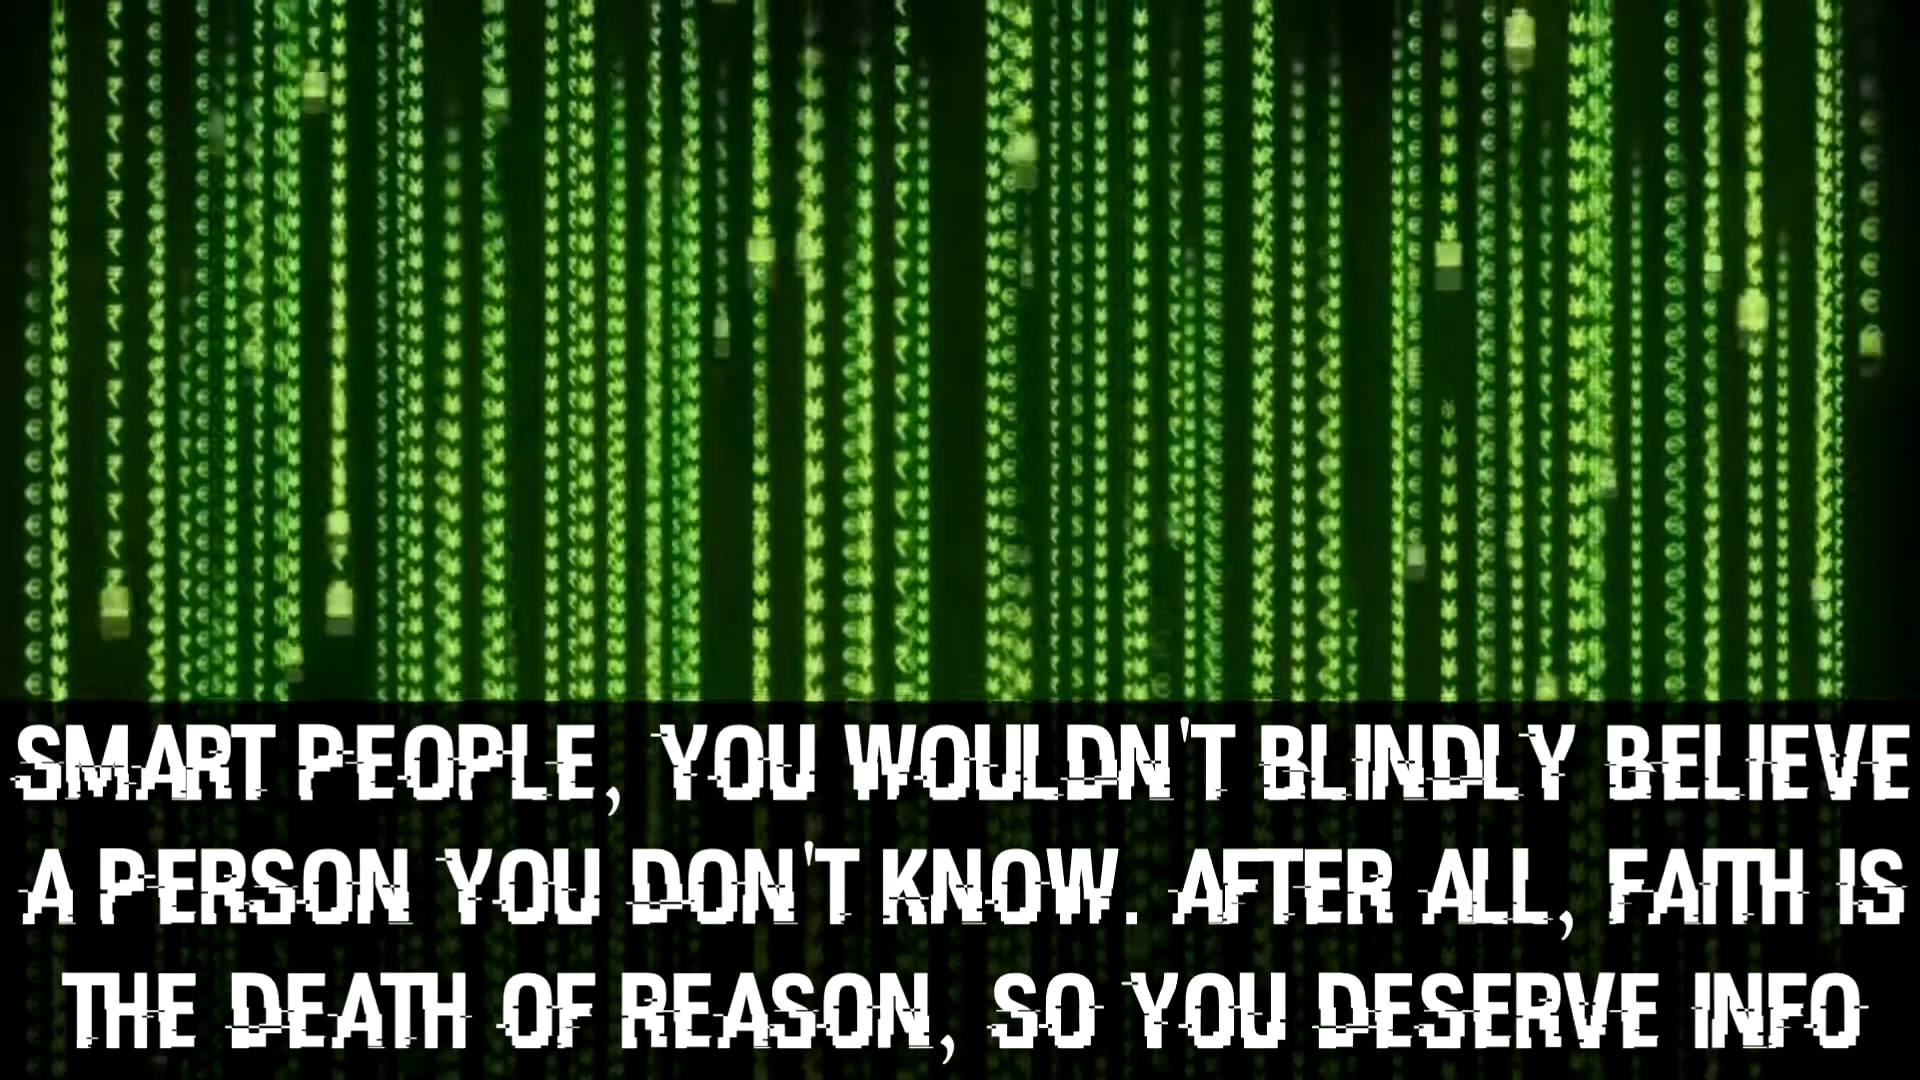 SMART PEOPLE, YOU WOULDN'T BLINDLY BELIEVE
A PERSON YOU DON'T KNOW. AFTER ALL, FAITH IS
THE DEATH OF REASON, SO YOU DESERVE INFO